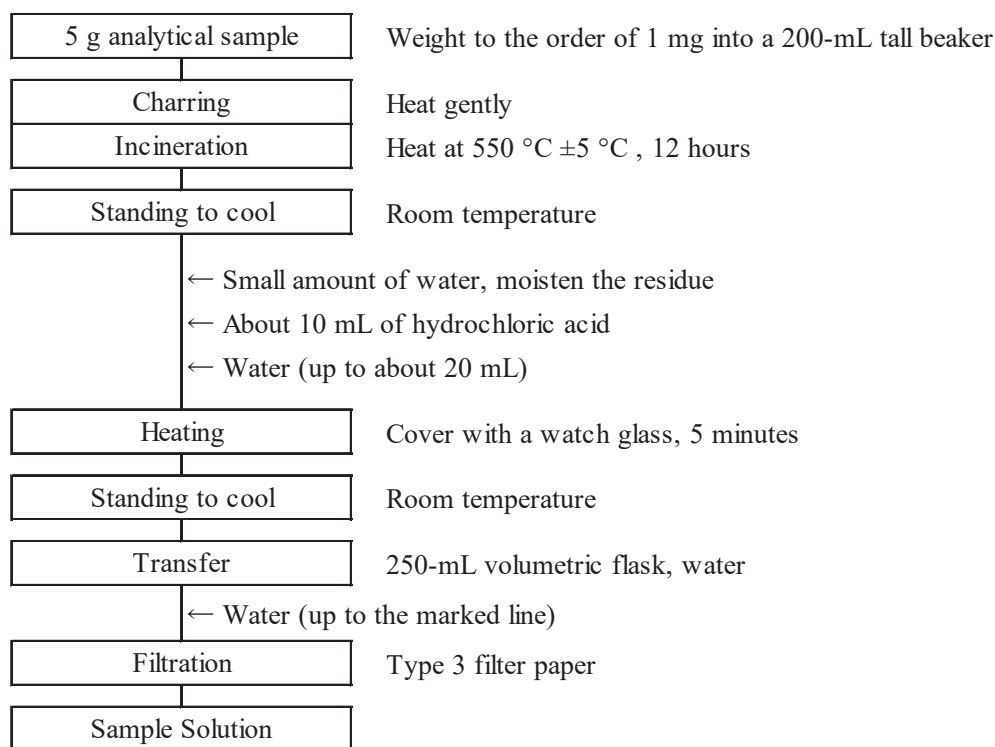 5 g analytical sample Weight to the order of 1 mg into a 200-mL tall beaker
Charring Heat gently
Incineration Heat at 550 °C ±5 °C , 12 hours
Standing to cool Room temperature
← Small amount of water, moisten the residue
← About 10 mL of hydrochloric acid
← Water (up to about 20 mL)
Heating Cover with a watch glass, 5 minutes
Standing to cool Room temperature
Transfer 250-mL volumetric flask, water
← Water (up to the marked line)
Filtration Type 3 filter paper
Sample Solution